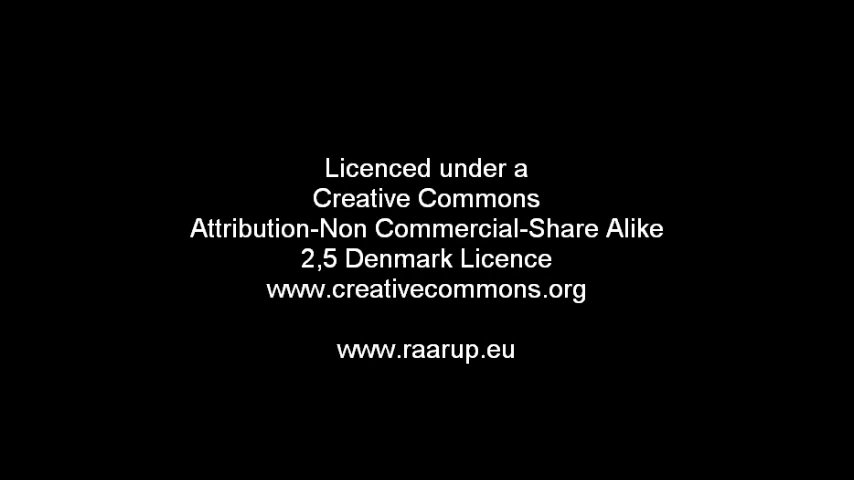 Licenced under a
Creative Commons
Attribution-Non Commercial-Share Alike
2,5 Denmark Licence
www.creativecommons.org
www.raarup.eu